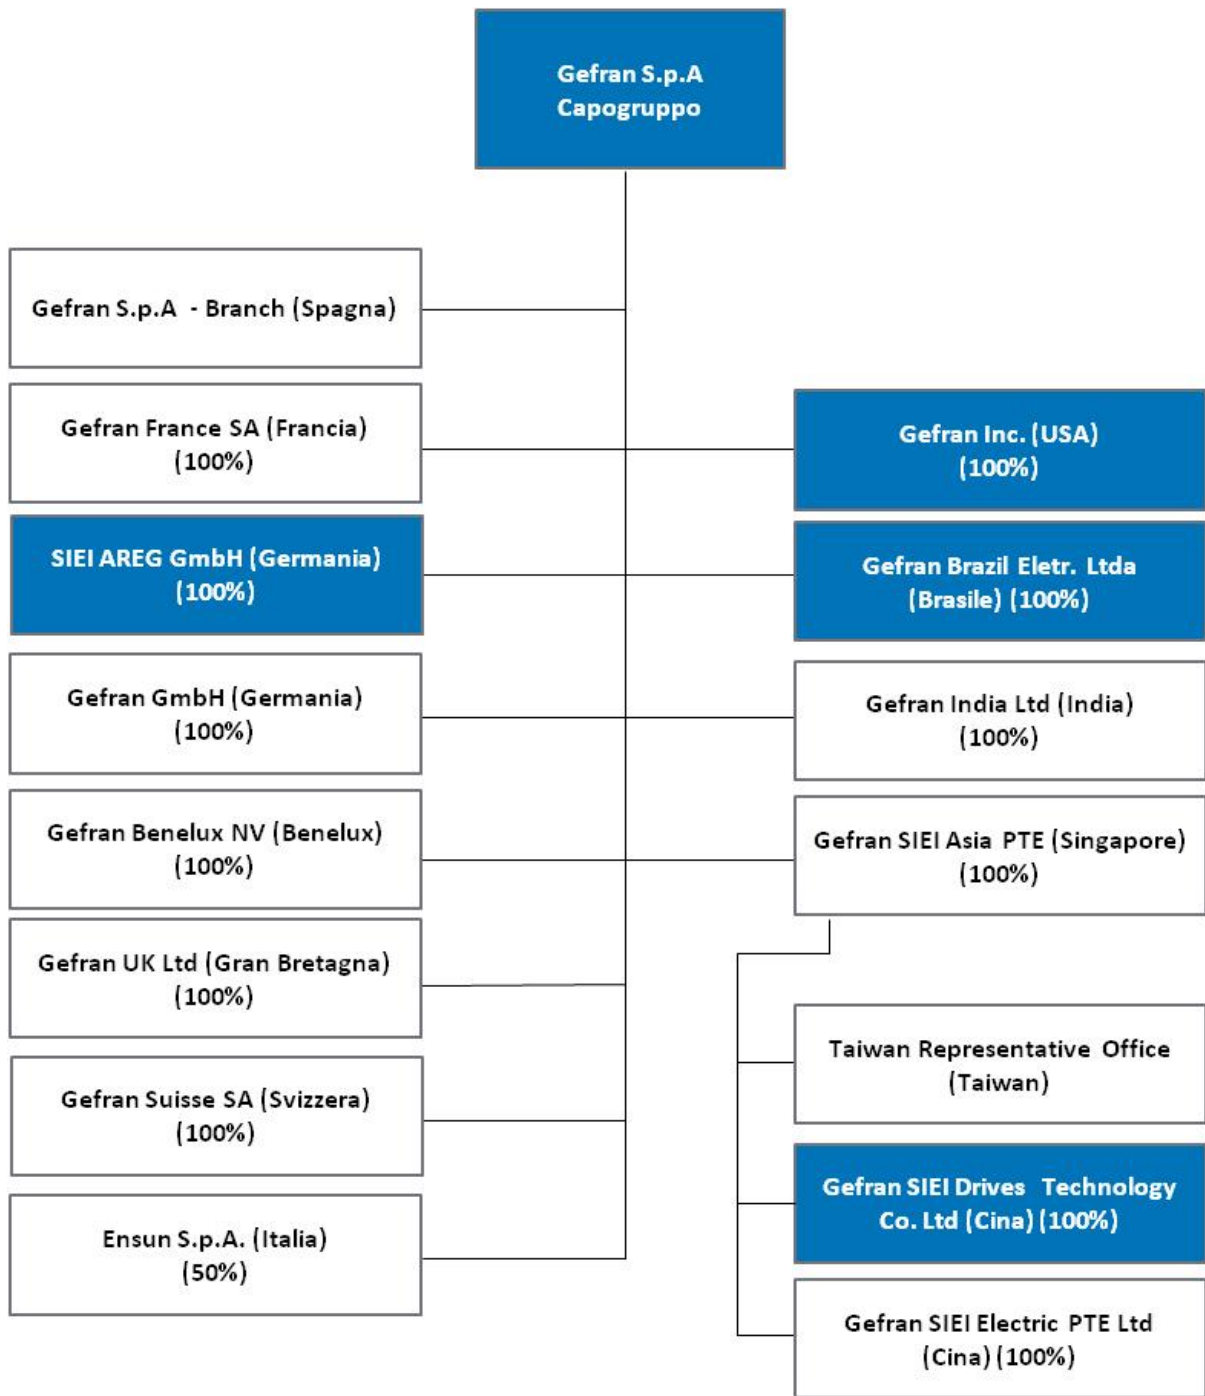 Gefran S.p.A
Capogruppo
Gefran S.p.A - Branch (Spagna)
Gefran France SA (Francia)
(100%)
SIEI AREG GmbH (Germania)
(100%)
Gefran GmbH (Germania)
(100%)
Gefran Benelux NV (Benelux)
(100%)
Gefran UK Ltd (Gran Bretagna)
(100%)
Gefran Suisse SA (Svizzera)
(100%)
Ensun S.p.A. (Italia)
(50%)
Gefran Inc. (USA)
(100%)
Gefran Brazil Eletr. Ltda
(Brasile) (100%)
Gefran India Ltd (India)
(100%)
Gefran SIEI Asia PTE (Singapore)
(100%)
Taiwan Representative Office
(Taiwan)
Gefran SIEI Drives Technology
Co. Ltd (Cina) (100%)
Gefran SIEI Electric PTE Ltd
(Cina) (100%)